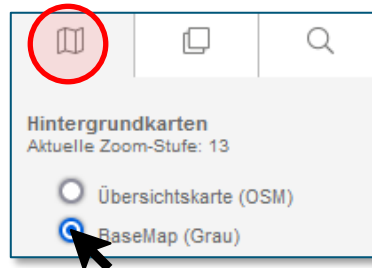 Hintergrundkarten
Aktuelle Zoom-Stufe: 13
Übersichtskarte (OSM)
BaseMap (Grau)